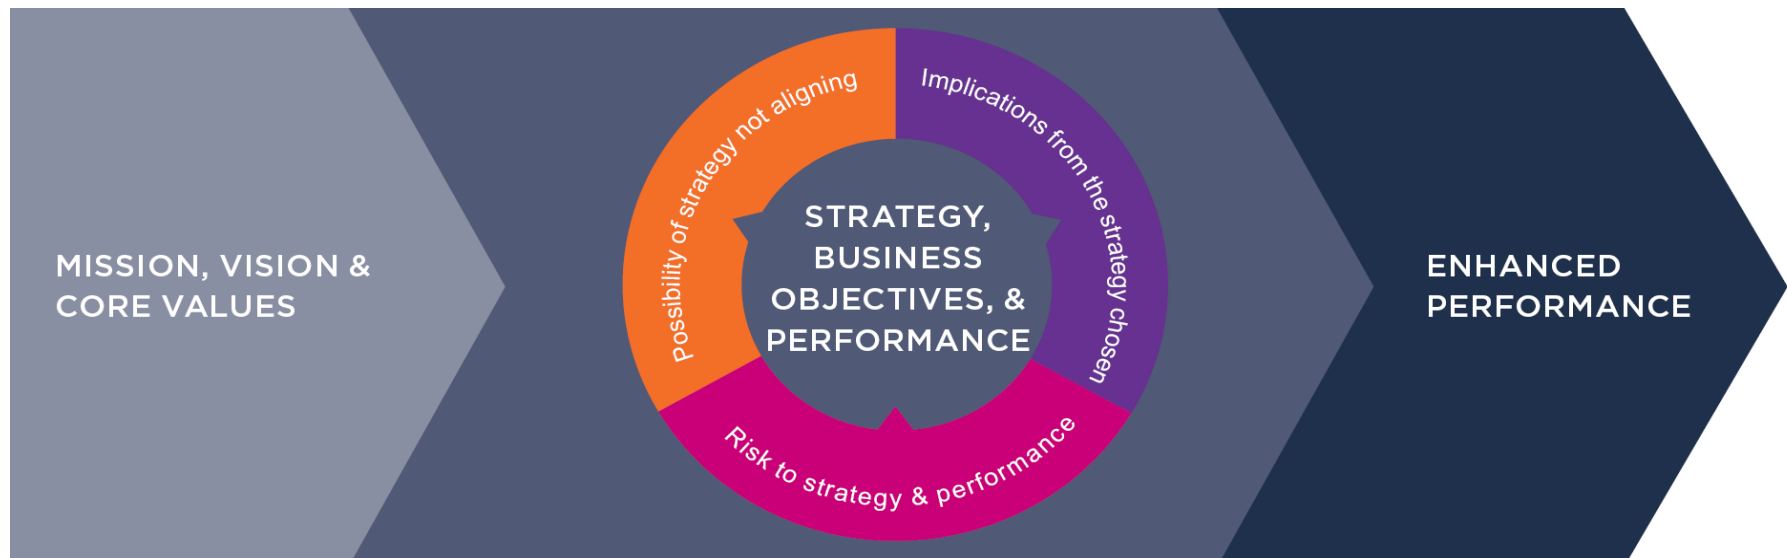 MISSION, VISION &
CORE VALUES
Possibility of strategy not aligning
Implications from the strategy chosen
STRATEGY,
BUSINESS
OBJECTIVES, &
PERFORMANCE
Risk to strategy & performance
ENHANCED
PERFORMANCE